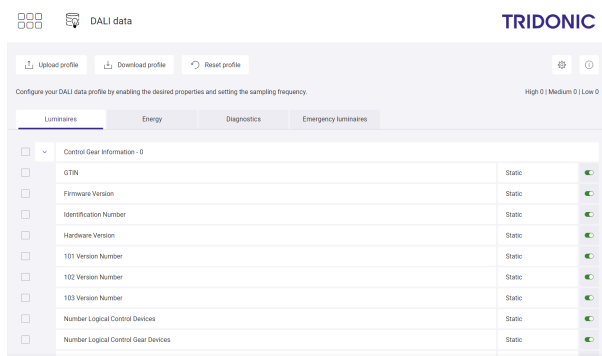 DALI data
TRIDONIC
Upload profile
Download profile
Reset profile
Configure your DALI data profile by enabling the desired properties and setting the sampling frequency.
High 0 | Medium 0 | Low 0
Luminaires
Energy
Diagnostics
Emergency luminaires
Control Gear Information - 0
GTIN Static
Firmware Version Static
Identification Number Static
Hardware Version Static
101 Version Number Static
102 Version Number Static
103 Version Number Static
Number Logical Control Devices Static
Number Logical Control Gear Devices Static